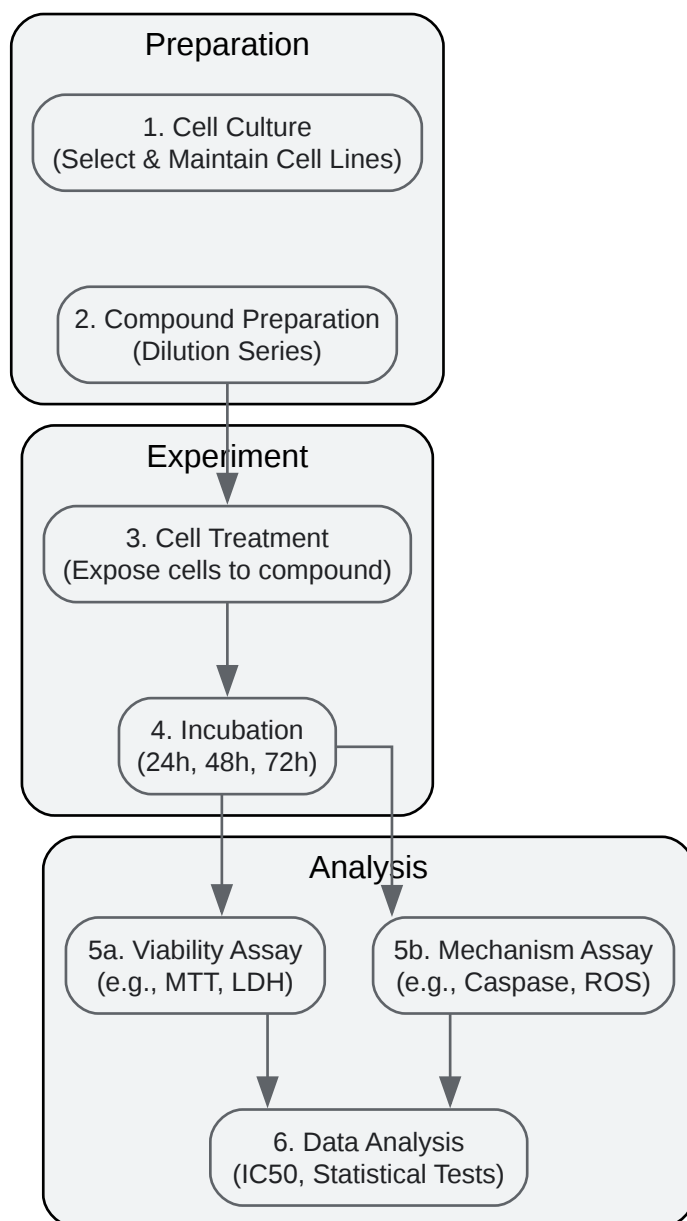 Preparation
1. Cell Culture
(Select & Maintain Cell Lines)
2. Compound Preparation
(Dilution Series)
Experiment
3. Cell Treatment
(Expose cells to compound)
4. Incubation
(24h, 48h, 72h)
Analysis
5a. Viability Assay
(e.g., MTT, LDH)
5b. Mechanism Assay
(e.g., Caspase, ROS)
6. Data Analysis
(IC50, Statistical Tests)